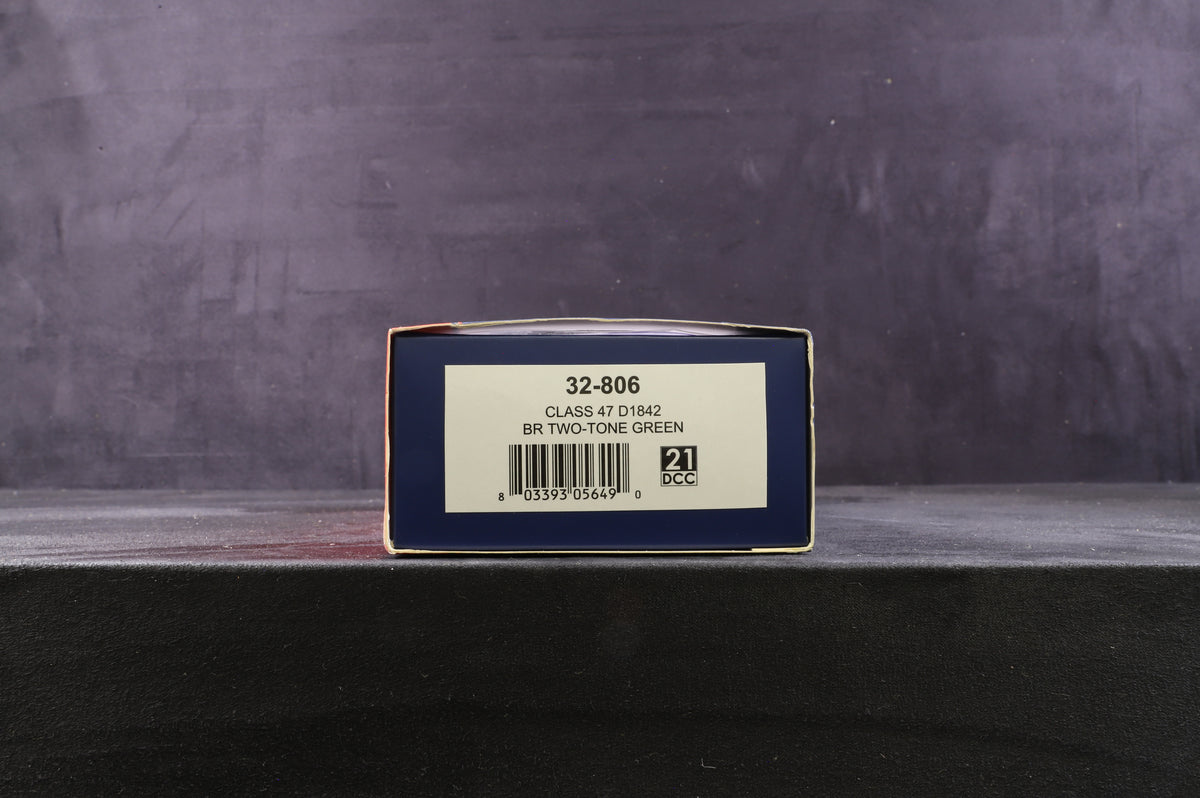 32-806
CLASS 47 D1842
BR TWO-TONE GREEN
21
DCC
8 03393 05649 0